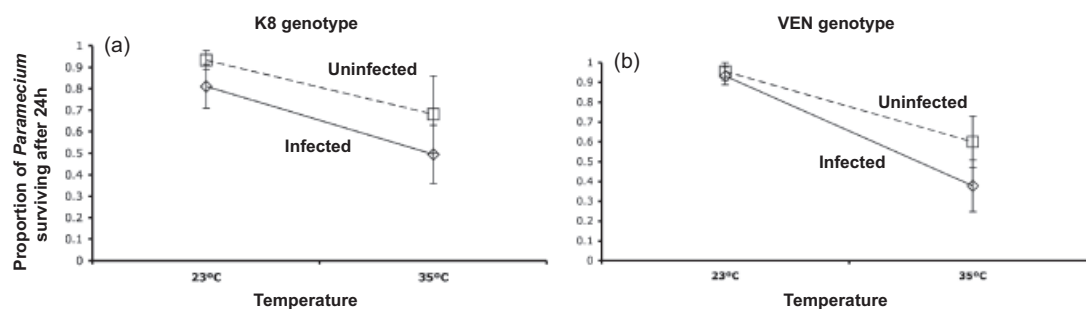 K8 genotype
(a)
Proportion of Paramecium
surviving after 24h
1
0.9
0.8
0.7
0.6
0.5
0.4
0.3
0.2
0.1
0
Uninfected
Infected
23ºC
35ºC
Temperature
VEN genotype
(b)
1
0.9
0.8
0.7
0.6
0.5
0.4
0.3
0.2
0.1
0
Uninfected
Infected
23ºC
35ºC
Temperature